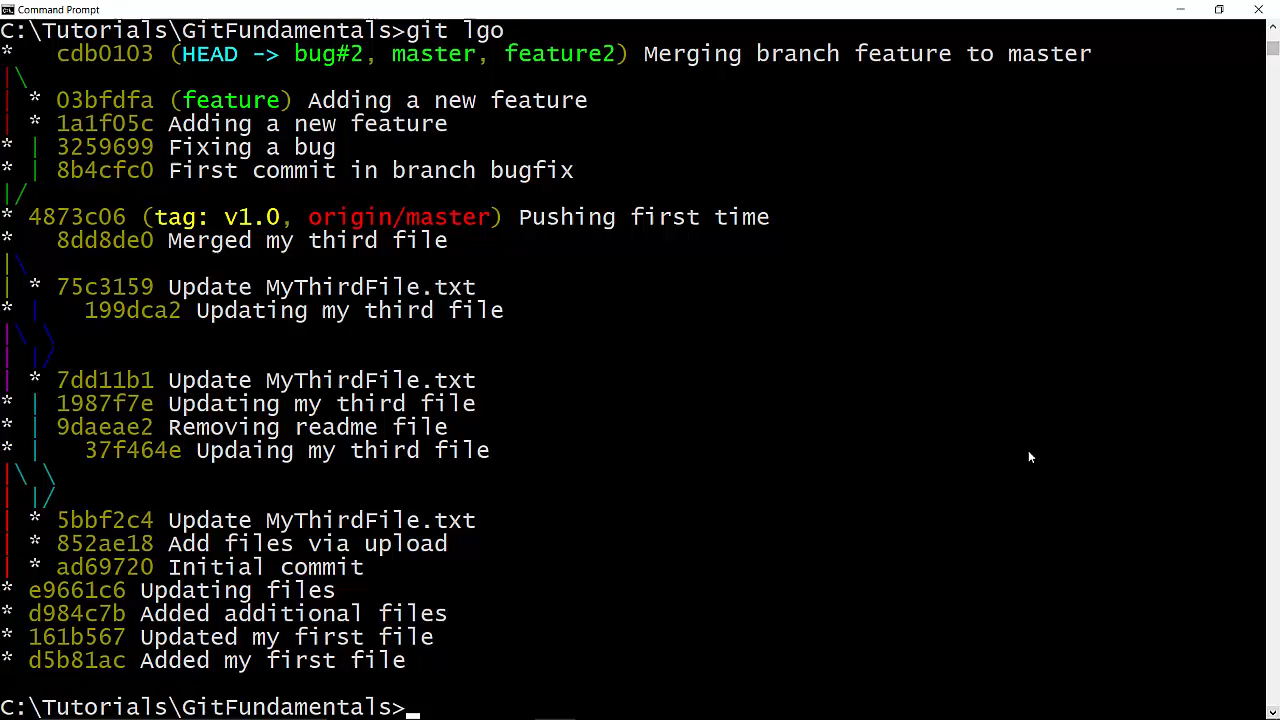 Command Prompt
C:\Tutorials\GitFundamentals>git lgo
*   cdb0103 (HEAD -> bug#2, master, feature2) Merging branch feature to master
|\
| * 03bfdfa (feature) Adding a new feature
| * 1a1f05c Adding a new feature
* | 3259699 Fixing a bug
* | 8b4cfc0 First commit in branch bugfix
|/
* 4873c06 (tag: v1.0, origin/master) Pushing first time
*   8dd8de0 Merged my third file
|\
| * 75c3159 Update MyThirdFile.txt
* |   199dca2 Updating my third file
|\ \
| |/
| * 7dd11b1 Update MyThirdFile.txt
* | 1987f7e Updating my third file
* | 9daeae2 Removing readme file
* |   37f464e Updaing my third file
|\ \
| |/
| * 5bbf2c4 Update MyThirdFile.txt
| * 852ae18 Add files via upload
| * ad69720 Initial commit
* e9661c6 Updating files
* d984c7b Added additional files
* 161b567 Updated my first file
* d5b81ac Added my first file
C:\Tutorials\GitFundamentals>